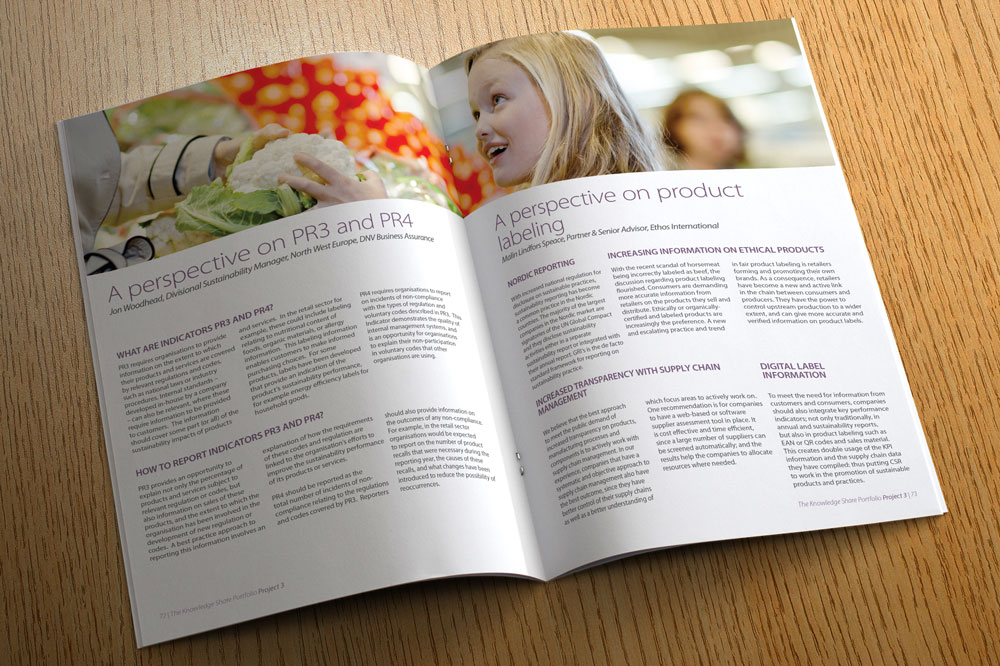 A perspective on PR3 and PR4
Jon Woodhead, Divisional Sustainability Manager, North West Europe, DNV Business Assurance
WHAT ARE INDICATORS PR3 AND PR4?
PR3 requires organisations to provide
information on the extent to which
their products and services are covered
by relevant regulations and codes,
such as national laws or industry
procedures. Internal standards
developed in-house by a company
can also be relevant, where these
require information to be provided
to customers. The information
should cover some part (or all) of the
sustainability impacts of products
and services. In the retail sector for
example, these could include labeling
relating to the nutritional content of
foods, organic materials, or allergy
information. This labeling information
enables customers to make informed
purchasing choices. For some
products, labels have been developed
that provide an indication of the
product's sustainability performance,
for example energy efficiency labels for
household goods.
PR4 requires organisations to report
on incidents of non-compliance
with the types of regulation and
voluntary codes described in PR3. This
Indicator demonstrates the quality of
internal management systems, and
is an opportunity for organisations
to explain their non-participation
in voluntary codes that other
organisations are using.
HOW TO REPORT INDICATORS PR3 AND PR4?
PR3 provides an opportunity to
explain not only the percentage of
products and services subject to
relevant regulation or codes, but
also information on sales of these
products, and the extent to which the
organisation has been involved in the
development of new regulation or
codes. A best practice approach to
reporting this information involves an
explanation of how the requirements
of these codes and regulation are
linked to the organisation's efforts to
improve the sustainability performance
of its products or services.
PR4 should be reported as the
total number of incidents of non-
compliance relating to the regulations
and codes covered by PR3. Reporters
should also provide information on
the outcomes of any non-compliance.
For example, in the retail sector
organisations would be expected
to report on the number of product
recalls that were necessary during the
reporting year, the causes of these
recalls, and what changes have been
introduced to reduce the possibility of
reoccurrences.
72 | The Knowledge Share Portfolio Project 3
A perspective on product
labeling
Malin Lindfors Speace, Partner & Senior Advisor, Ethos International
NORDIC REPORTING
With increased national regulation for
disclosure on sustainable practices,
sustainability reporting has become
common practice in the Nordic
countries. The majority of the largest
companies in the Nordic market are
signatories of the UN Global Compact
and they disclose their sustainability
activities either in a sustainability
report or integrated with
their annual report. GRI's is the de facto
standard framework for reporting on
sustainability practice.
INCREASING INFORMATION ON ETHICAL PRODUCTS
With the recent scandal of horsemeat
being incorrectly labeled as beef, the
discussion regarding product labeling
flourished. Consumers are demanding
more accurate information from
retailers on the products they sell and
distribute. Ethically or organically-
certified and labeled products are
increasingly the preference. A new
and escalating practice and trend
in fair product labeling is retailers
forming and promoting their own
brands. As a consequence, retailers
have become a new and active link
in the chain between consumers and
producers. They have the power to
control upstream production to a wider
extent, and can give more accurate and
verified information on product labels.
INCREASED TRANSPARENCY WITH SUPPLY CHAIN
MANAGEMENT
We believe that the best approach
to meet the public demand of
increased transparency on products,
manufacturing processes and
components is to actively work with
supply chain management. In our
experience, companies that have a
systematic and objective approach to
supply chain management also have
the best outcome, since they have
better control of their supply chains
as well as a better understanding of
which focus areas to actively work on.
One recommendation is for companies
to have a web-based or software
supplier assessment tool in place. It
is cost effective and time efficient,
since a large number of suppliers can
be screened automatically, and the
results help the companies to allocate
resources where needed.
DIGITAL LABEL
INFORMATION
To meet the need for information from
customers and consumers, companies
should also integrate key performance
indicators, not only traditionally, in
annual and sustainability reports,
but also in product labeling such as
EAN or QR codes and sales material.
This creates double usage of the KPI
information and the supply chain data
they have compiled; thus putting CSR
to work in the promotion of sustainable
products and practices.
The Knowledge Share Portfolio Project 3 | 73